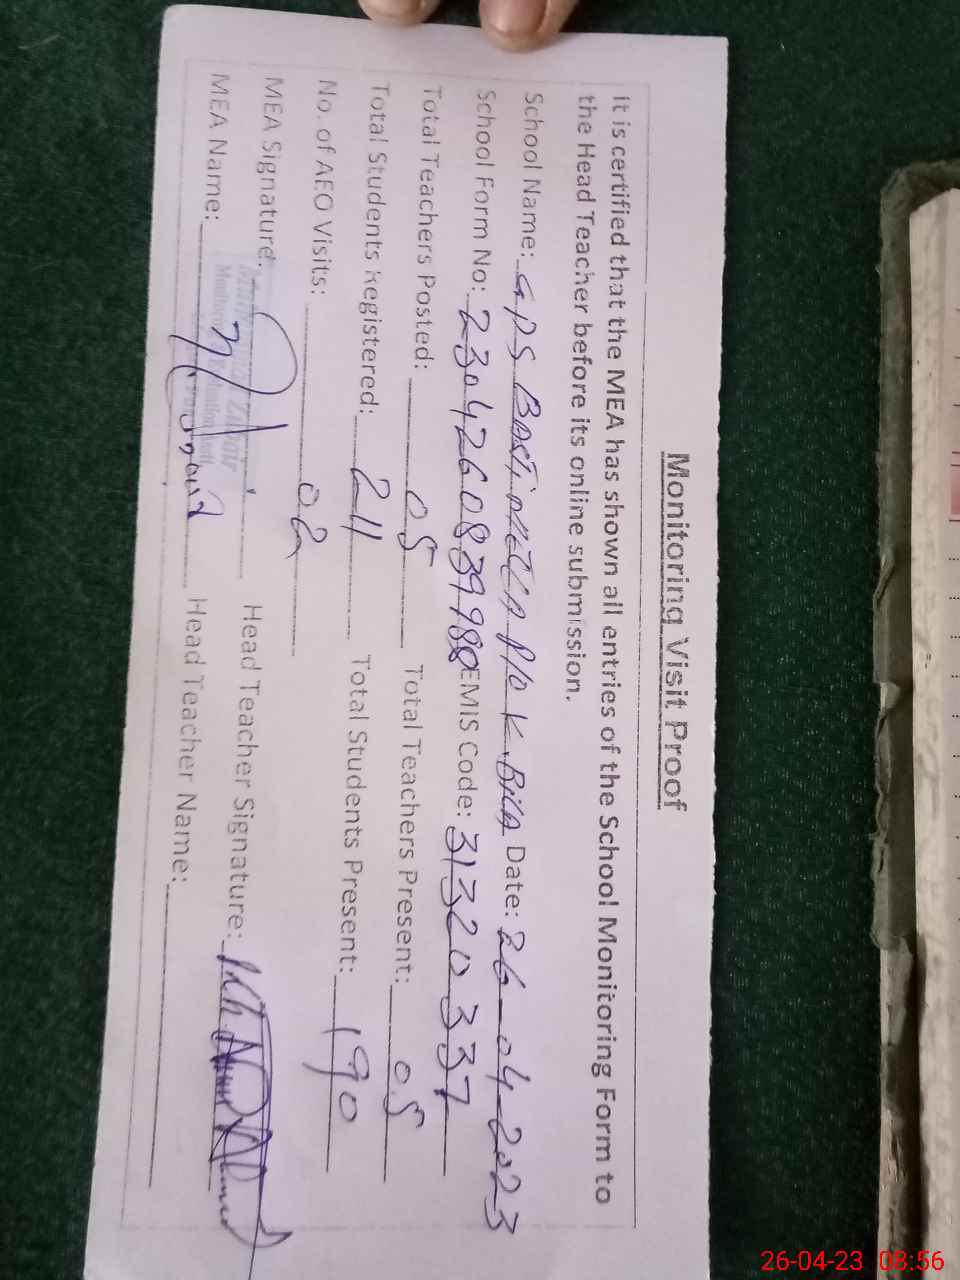 Monitoring Visit Proof
It is certified that the MEA has shown all entries of the School Monitoring Form to
the Head Teacher before its online submission.
School Name: GPS Basti P/o K. Bila Date: 26-04-2023
School Form No: EMIS Code: 31320337
Total Teachers Posted: 05 Total Teachers Present: 05
Total Students Registered: 211 Total Students Present: 190
No. of AEO Visits: 02
MEA Signature: Head Teacher Signature:
MEA Name: Head Teacher Name:
26-04-23 08:56